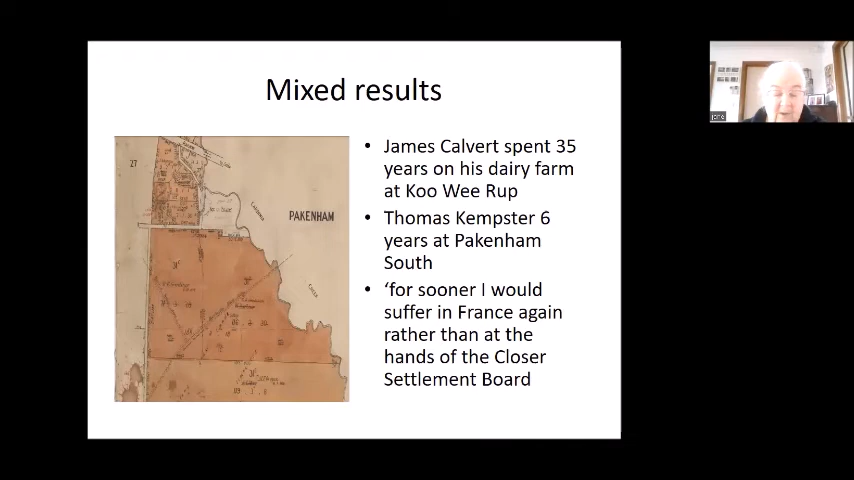 Mixed results
27
PAKENHAM
CREEK
• James Calvert spent 35
years on his dairy farm
at Koo Wee Rup
• Thomas Kempster 6
years at Pakenham
South
• ‘for sooner I would
suffer in France again
rather than at the
hands of the Closer
Settlement Board
jane